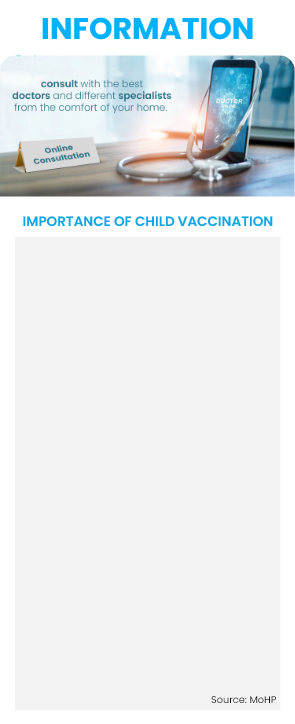 INFORMATION
consult with the best
doctors and different specialists
from the comfort of your home.
DOCTOR
Online
Consultation
IMPORTANCE OF CHILD VACCINATION
Source: MoHP